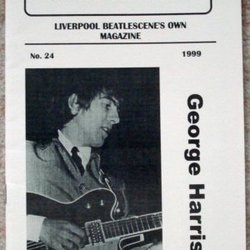 LIVERPOOL BEATLESCENE'S OWN
MAGAZINE
No. 24 1999
George Harris